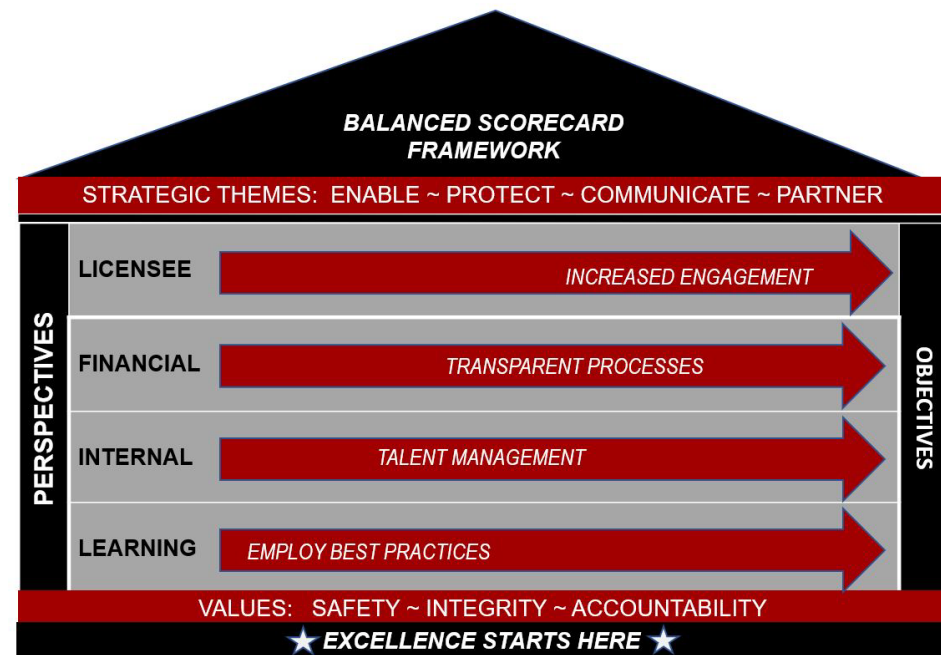 BALANCED SCORECARD
FRAMEWORK
STRATEGIC THEMES: ENABLE ~ PROTECT ~ COMMUNICATE ~ PARTNER
PERSPECTIVES
LICENSEE
INCREASED ENGAGEMENT
FINANCIAL
TRANSPARENT PROCESSES
INTERNAL
TALENT MANAGEMENT
LEARNING
EMPLOY BEST PRACTICES
OBJECTIVES
VALUES: SAFETY ~ INTEGRITY ~ ACCOUNTABILITY
EXCELLENCE STARTS HERE